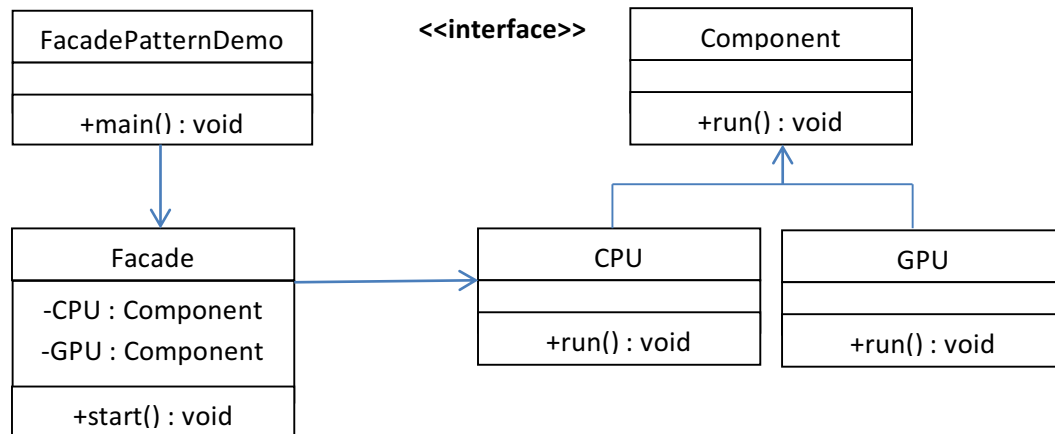 FacadePatternDemo
+main() : void
<<interface>>
Component
+run() : void
Facade
-CPU : Component
-GPU : Component
+start() : void
CPU
+run() : void
GPU
+run() : void